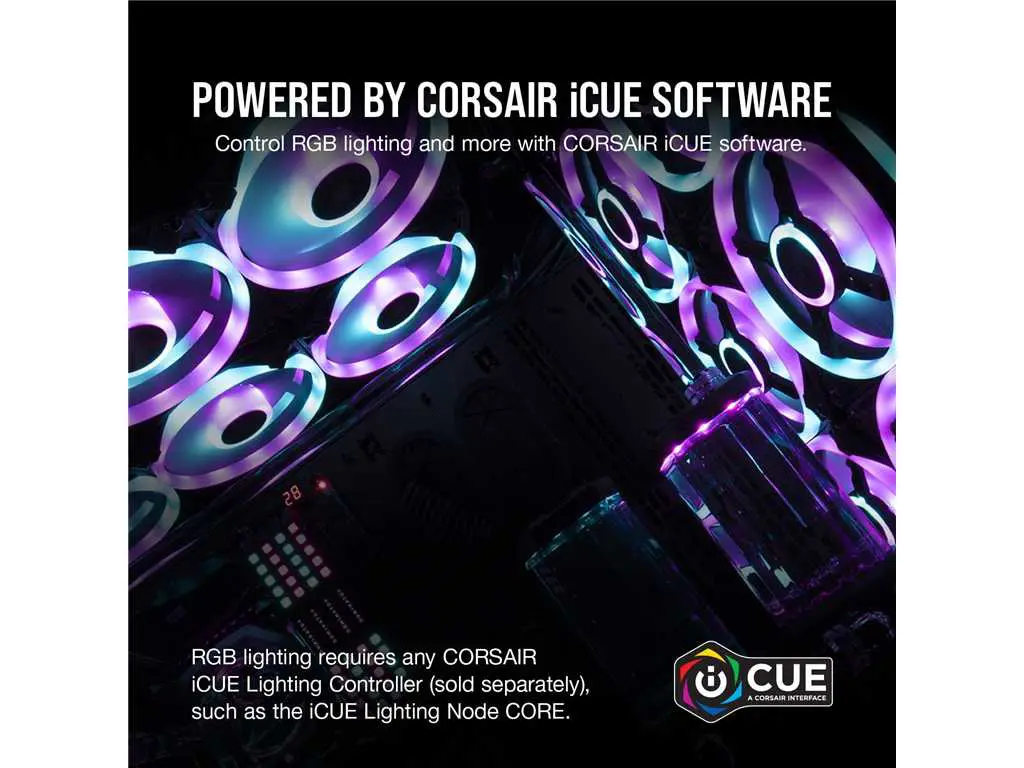 POWERED BY CORSAIR iCUE SOFTWARE
Control RGB lighting and more with CORSAIR iCUE software.
28
RGB lighting requires any CORSAIR
iCUE Lighting Controller (sold separately),
such as the iCUE Lighting Node CORE.
iCUE
A CORSAIR INTERFACE